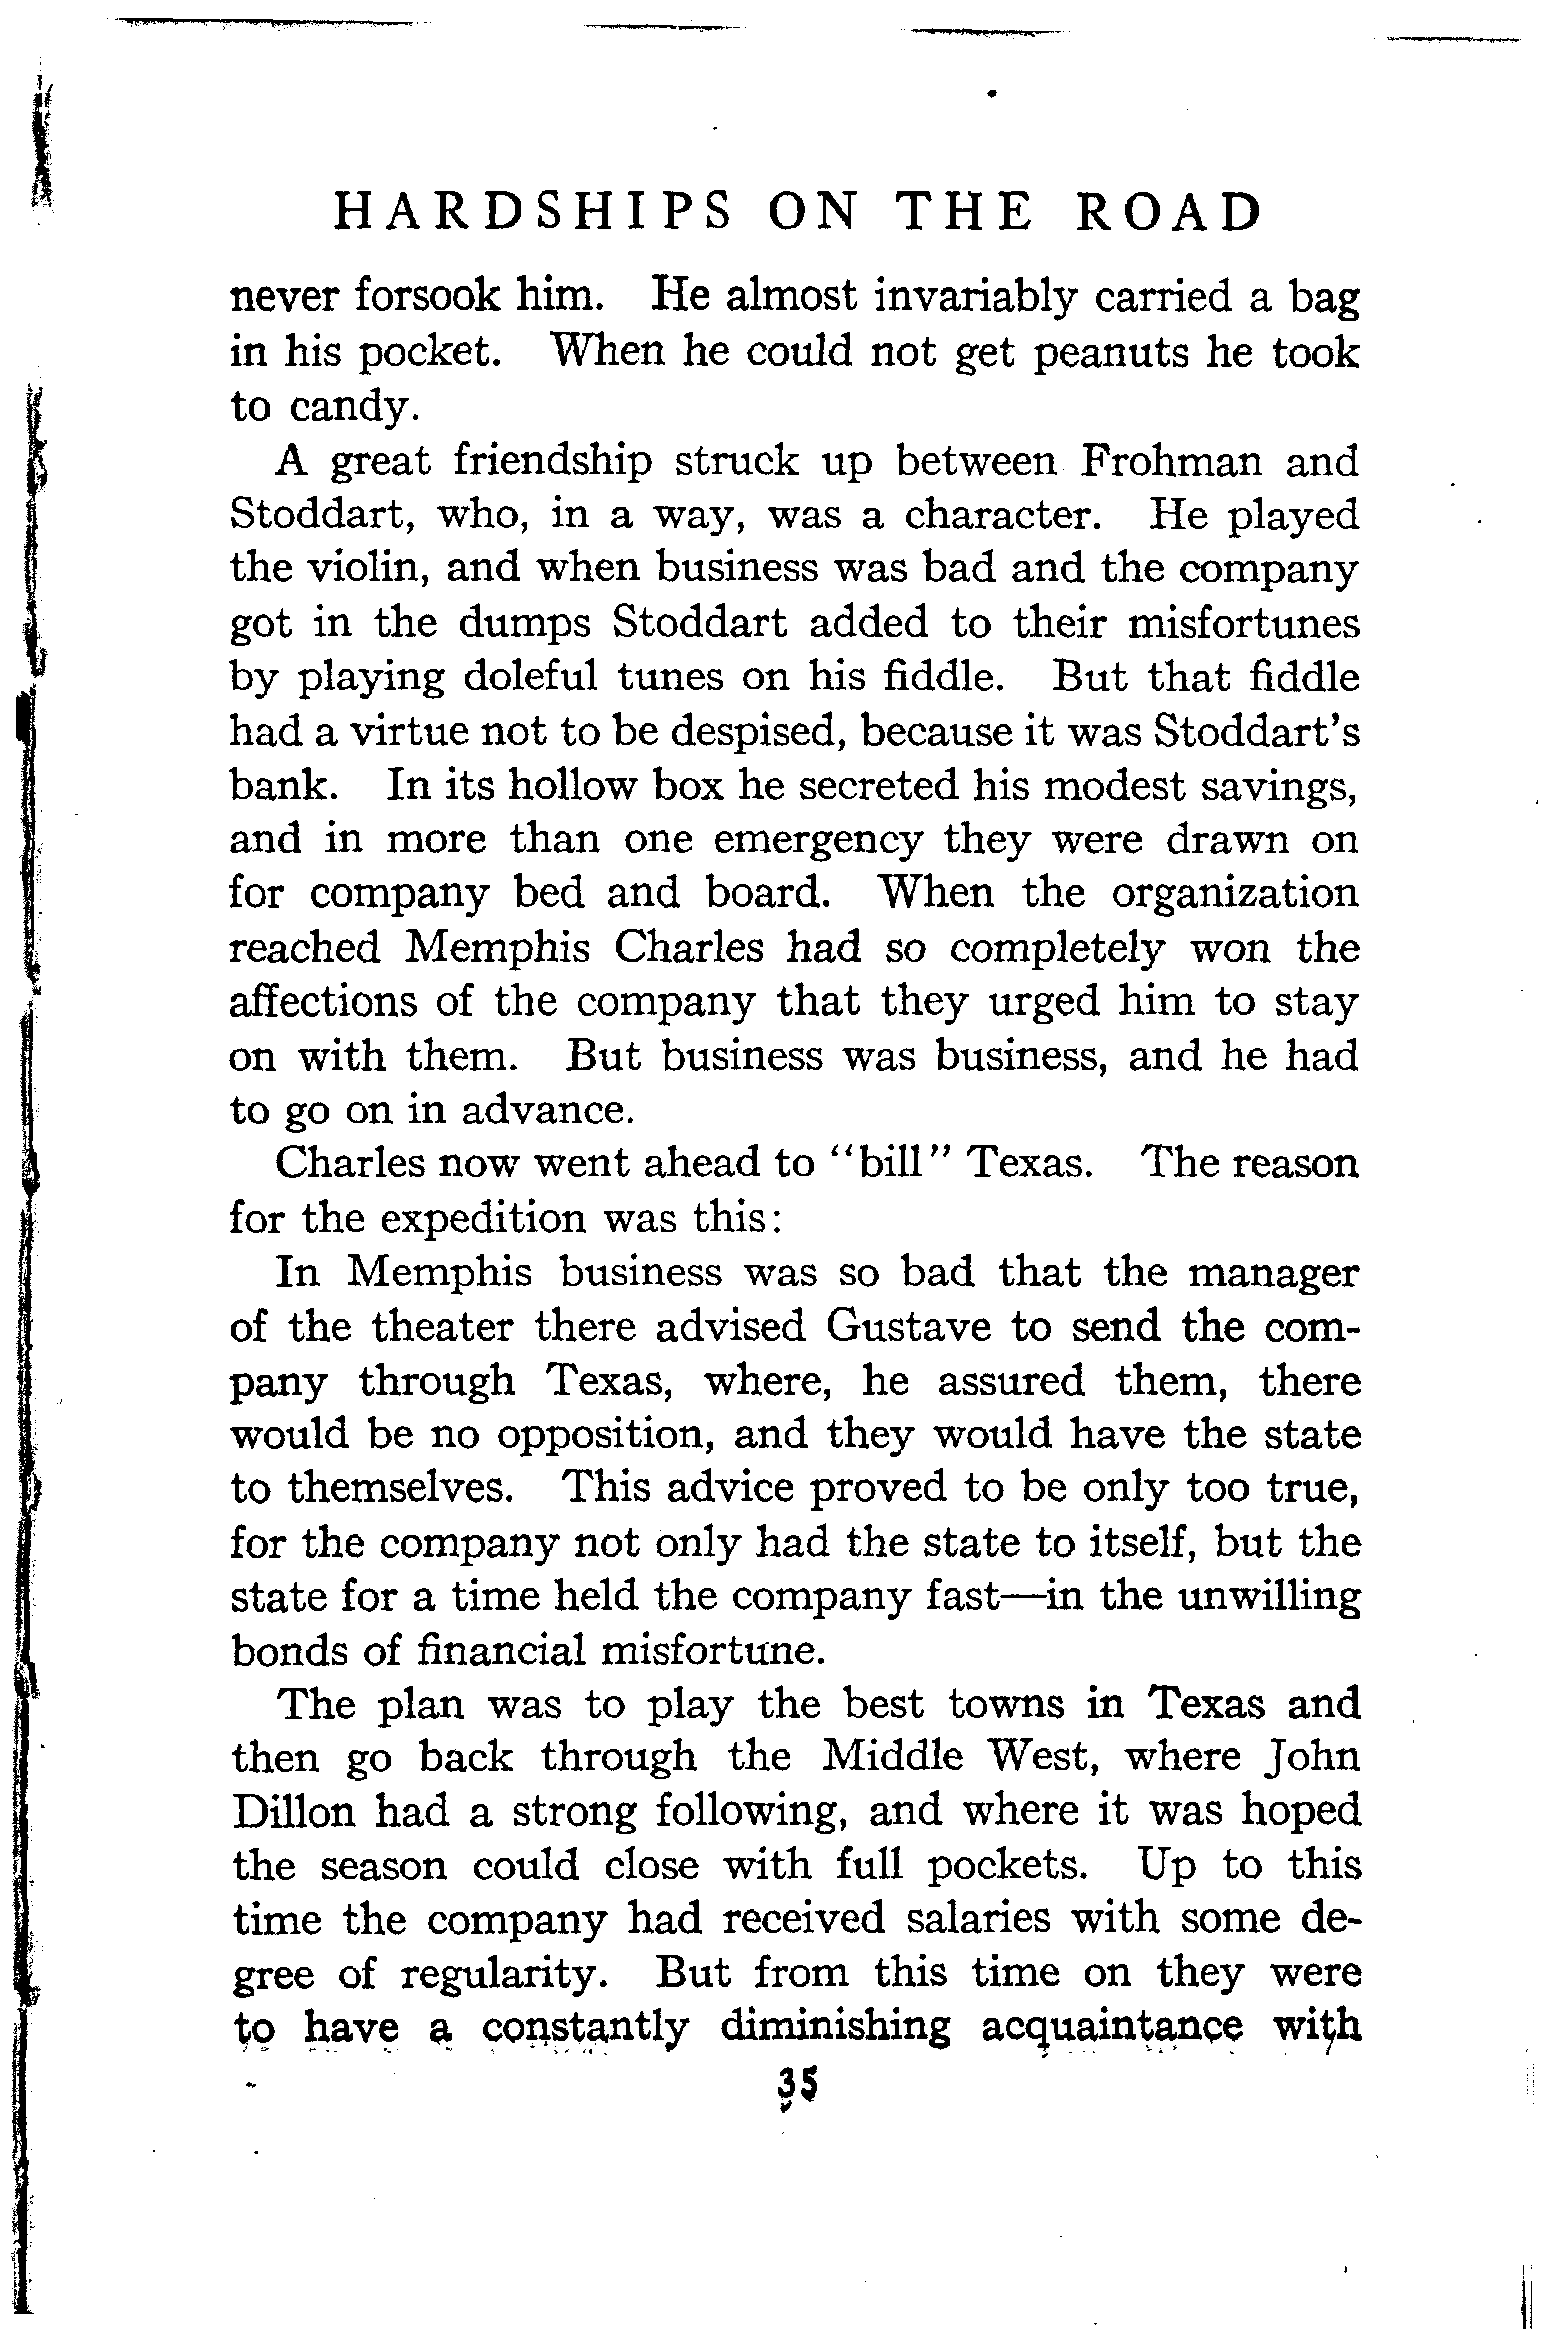 HARDSHIPS ON THE ROAD
never forsook him. He almost invariably carried a bag
in his pocket. When he could not get peanuts he took
to candy.
A great friendship struck up between Frohman and
Stoddart, who, in a way, was a character. He played
the violin, and when business was bad and the company
got in the dumps Stoddart added to their misfortunes
by playing doleful tunes on his fiddle. But that fiddle
had a virtue not to be despised, because it was Stoddart's
bank. In its hollow box he secreted his modest savings,
and in more than one emergency they were drawn on
for company bed and board. When the organization
reached Memphis Charles had so completely won the
affections of the company that they urged him to stay
on with them. But business was business, and he had
to go on in advance.
Charles now went ahead to "bill" Texas. The reason
for the expedition was this:
In Memphis business was so bad that the manager
of the theater there advised Gustave to send the com-
pany through Texas, where, he assured them, there
would be no opposition, and they would have the state
to themselves. This advice proved to be only too true,
for the company not only had the state to itself, but the
state for a time held the company fast—in the unwilling
bonds of financial misfortune.
The plan was to play the best towns in Texas and
then go back through the Middle West, where John
Dillon had a strong following, and where it was hoped
the season could close with full pockets. Up to this
time the company had received salaries with some de-
gree of regularity. But from this time on they were
to have a constantly diminishing acquaintance with
35